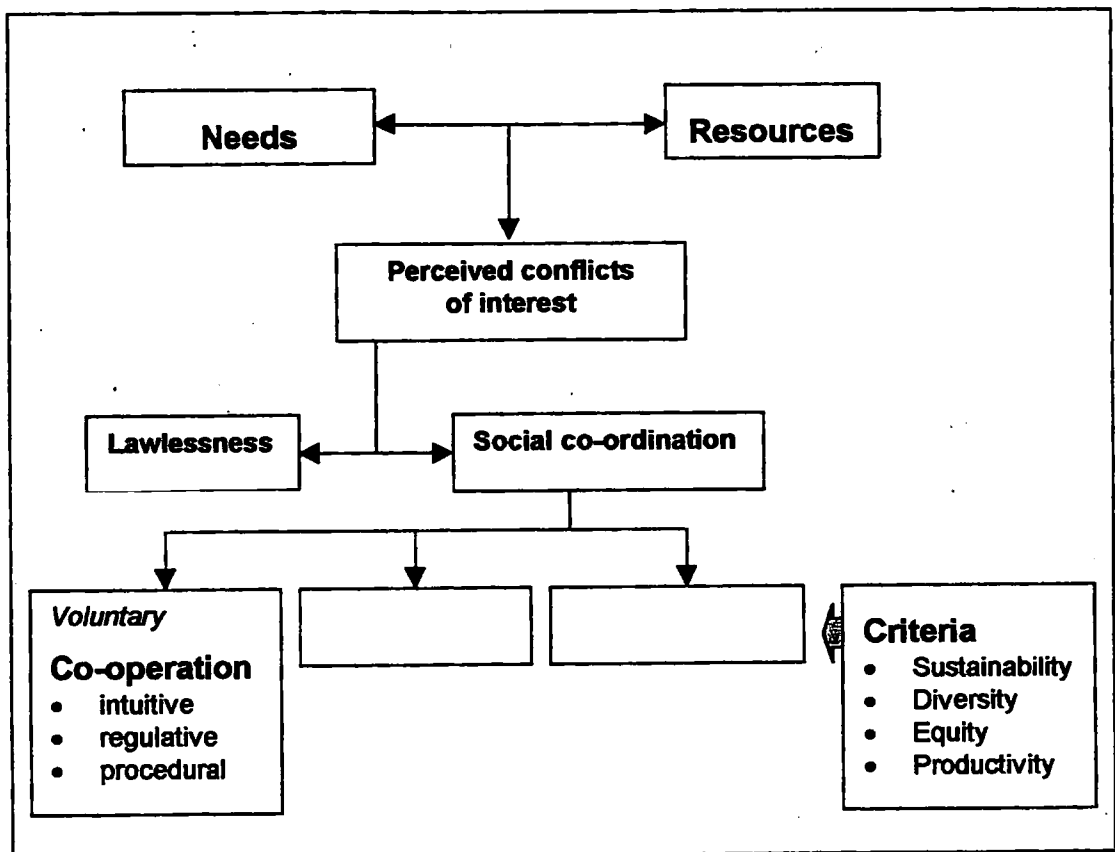 Needs
Resources
Perceived conflicts
of interest
Lawlessness
Social co-ordination
Voluntary
Co-operation
• intuitive
• regulative
• procedural
Criteria
• Sustainability
• Diversity
• Equity
• Productivity